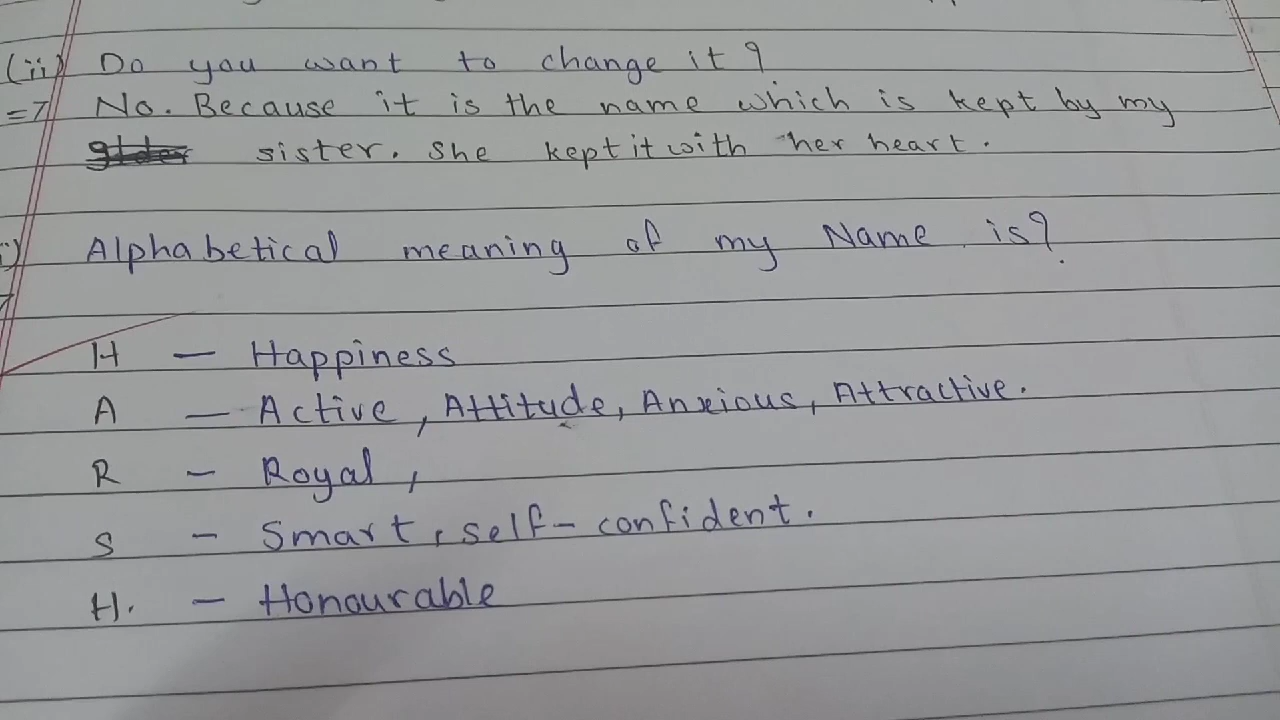 (ii) Do you want to change it ?
=> No. Because it is the name which is kept by my
sister. She kept it with her heart.
i) Alphabetical meaning of my Name is?
H — Happiness
A — Active, Attitude, Anxious, Attractive.
R — Royal,
S — Smart, self-confident.
H. — Honourable